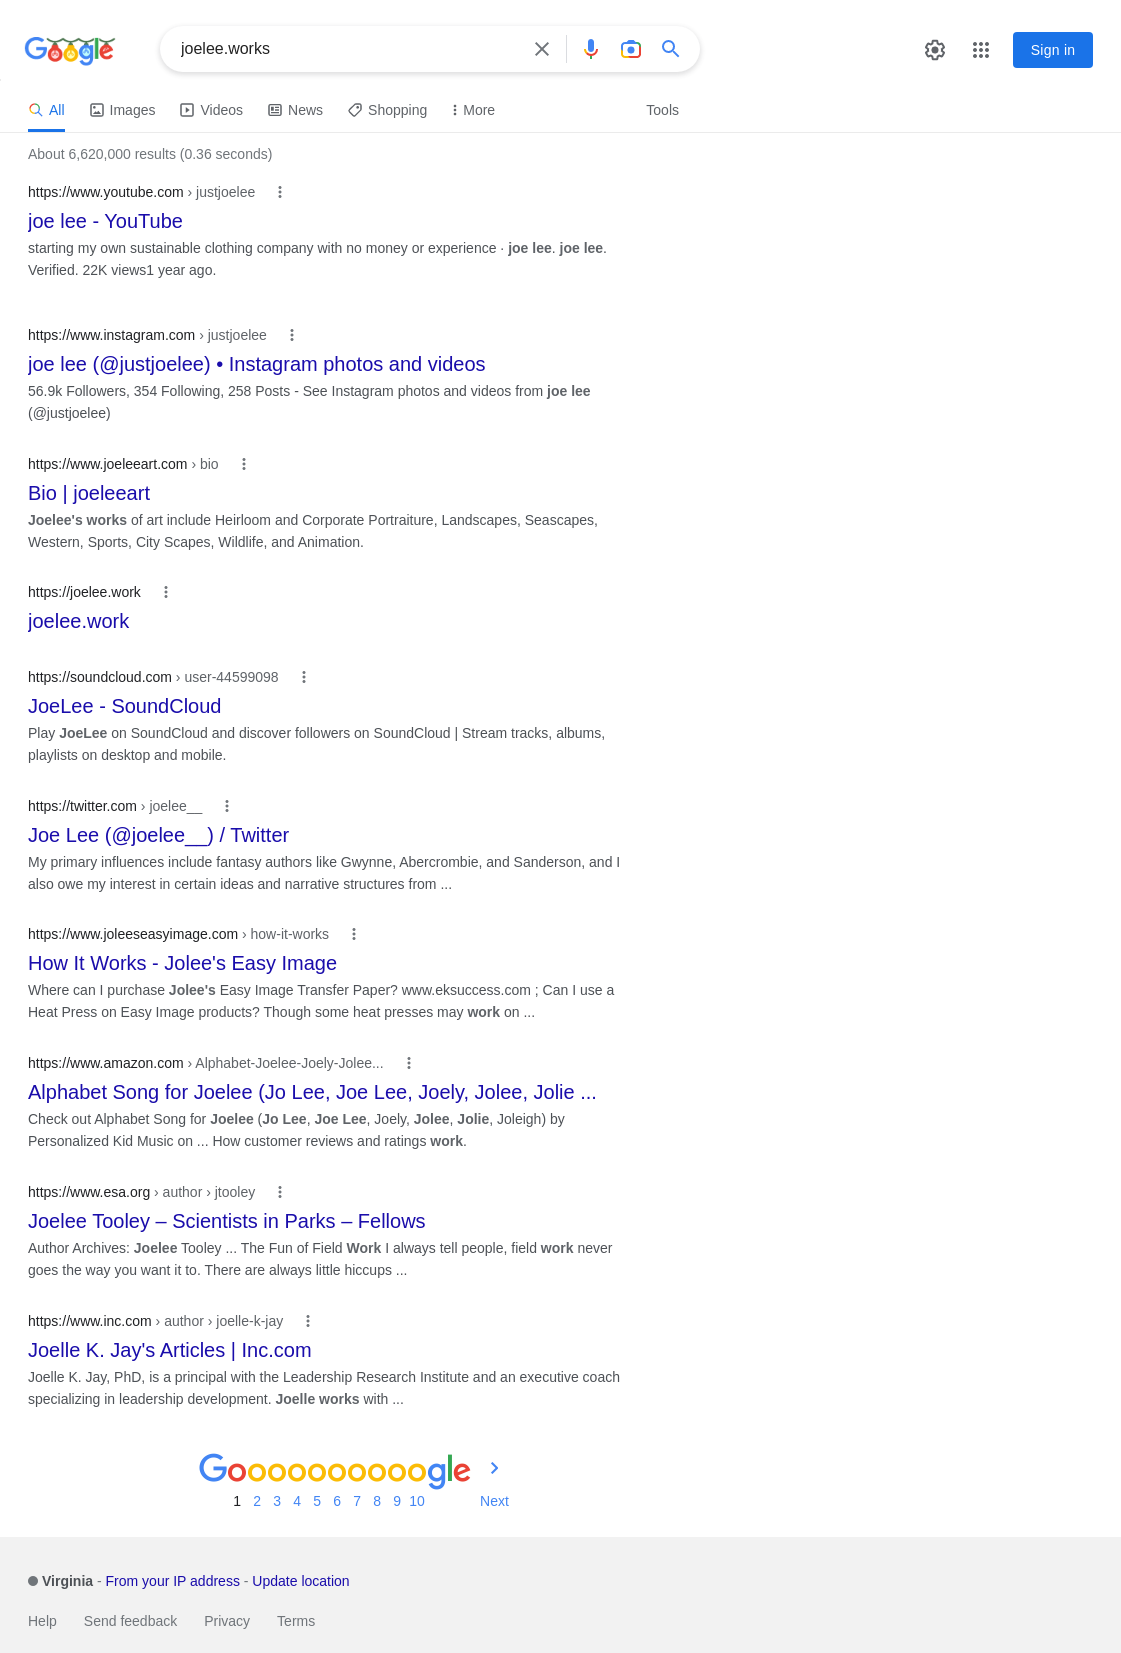 Google
joelee.works
Sign in
All
Images
Videos
News
Shopping
More
Tools
About 6,620,000 results (0.36 seconds)
https://www.youtube.com › justjoelee
joe lee - YouTube
starting my own sustainable clothing company with no money or experience · joe lee. joe lee.
Verified. 22K views1 year ago.
https://www.instagram.com › justjoelee
joe lee (@justjoelee) • Instagram photos and videos
56.9k Followers, 354 Following, 258 Posts - See Instagram photos and videos from joe lee
(@justjoelee)
https://www.joeleeart.com › bio
Bio | joeleeart
Joelee's works of art include Heirloom and Corporate Portraiture, Landscapes, Seascapes,
Western, Sports, City Scapes, Wildlife, and Animation.
https://joelee.work
joelee.work
https://soundcloud.com › user-44599098
JoeLee - SoundCloud
Play JoeLee on SoundCloud and discover followers on SoundCloud | Stream tracks, albums,
playlists on desktop and mobile.
https://twitter.com › joelee__
Joe Lee (@joelee__) / Twitter
My primary influences include fantasy authors like Gwynne, Abercrombie, and Sanderson, and I
also owe my interest in certain ideas and narrative structures from ...
https://www.joleeseasyimage.com › how-it-works
How It Works - Jolee's Easy Image
Where can I purchase Jolee's Easy Image Transfer Paper? www.eksuccess.com ; Can I use a
Heat Press on Easy Image products? Though some heat presses may work on ...
https://www.amazon.com › Alphabet-Joelee-Joely-Jolee...
Alphabet Song for Joelee (Jo Lee, Joe Lee, Joely, Jolee, Jolie ...
Check out Alphabet Song for Joelee (Jo Lee, Joe Lee, Joely, Jolee, Jolie, Joleigh) by
Personalized Kid Music on ... How customer reviews and ratings work.
https://www.esa.org › author › jtooley
Joelee Tooley – Scientists in Parks – Fellows
Author Archives: Joelee Tooley ... The Fun of Field Work I always tell people, field work never
goes the way you want it to. There are always little hiccups ...
https://www.inc.com › author › joelle-k-jay
Joelle K. Jay's Articles | Inc.com
Joelle K. Jay, PhD, is a principal with the Leadership Research Institute and an executive coach
specializing in leadership development. Joelle works with ...
Goooooooooogle
1 2 3 4 5 6 7 8 9 10 Next
Virginia - From your IP address - Update location
Help Send feedback Privacy Terms